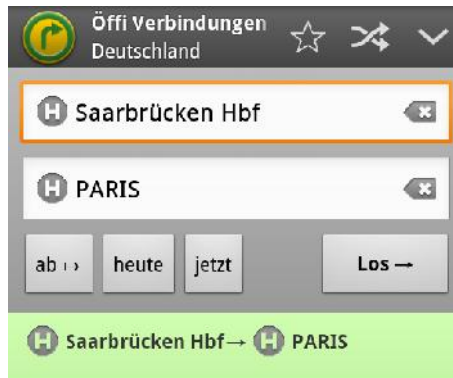 Öffi Verbindungen
Deutschland
H Saarbrücken Hbf
H PARIS
ab heute jetzt Los →
H Saarbrücken Hbf → H PARIS